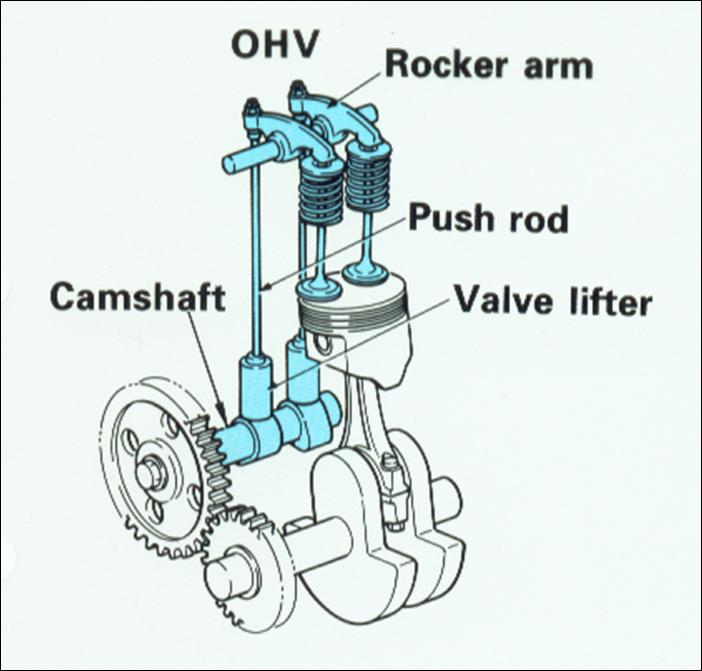 OHV
Rocker arm
Push rod
Camshaft
Valve lifter